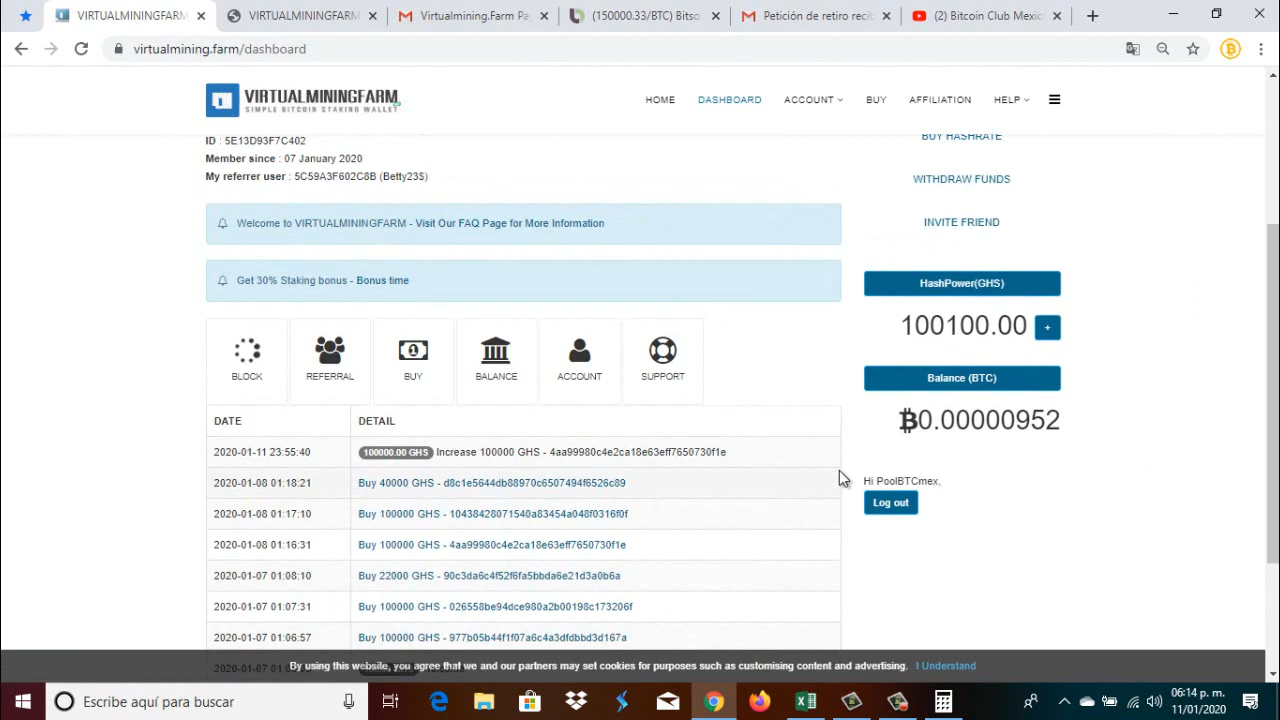 VIRTUALMININGFARM
VIRTUALMININGFARM
Virtualmining.Farm Pa
(150000.33/BTC) Bitso
Petición de retiro recib
(2) Bitcoin Club Mexic
virtualmining.farm/dashboard
VIRTUALMININGFARM
SIMPLE BITCOIN STAKING WALLET
HOME
DASHBOARD
ACCOUNT
BUY
AFFILIATION
HELP
ID : 5E13D93F7C402
Member since : 07 January 2020
My referrer user : 5C59A3F602C8B (Betty23$)
BUY HASHRATE
WITHDRAW FUNDS
INVITE FRIEND
Welcome to VIRTUALMININGFARM - Visit Our FAQ Page for More Information
Get 30% Staking bonus - Bonus time
HashPower(GHS)
100100.00 +
Balance (BTC)
₿0.00000952
Hi PoolBTCmex,
Log out
BLOCK
REFERRAL
BUY
BALANCE
ACCOUNT
SUPPORT
DATE DETAIL
2020-01-11 23:55:40 100000.00 GHS Increase 100000 GHS - 4aa99980c4e2ca18e63eff7650730f1e
2020-01-08 01:18:21 Buy 40000 GHS - d8c1e5644db88970c6507494f6526c89
2020-01-08 01:17:10 Buy 100000 GHS - 10438428071540a83454a048f0316f0f
2020-01-08 01:16:31 Buy 100000 GHS - 4aa99980c4e2ca18e63eff7650730f1e
2020-01-07 01:08:10 Buy 22000 GHS - 90c3da6c4f52f6fa5bbda6e21d3a0b6a
2020-01-07 01:07:31 Buy 100000 GHS - 026558be94dce980a2b00198c173206f
2020-01-07 01:06:57 Buy 100000 GHS - 977b05b44f1f07a6c4a3dfdbbd3d167a
By using this website, you agree that we and our partners may set cookies for purposes such as customising content and advertising. I Understand
Escribe aquí para buscar
06:14 p. m.
11/01/2020